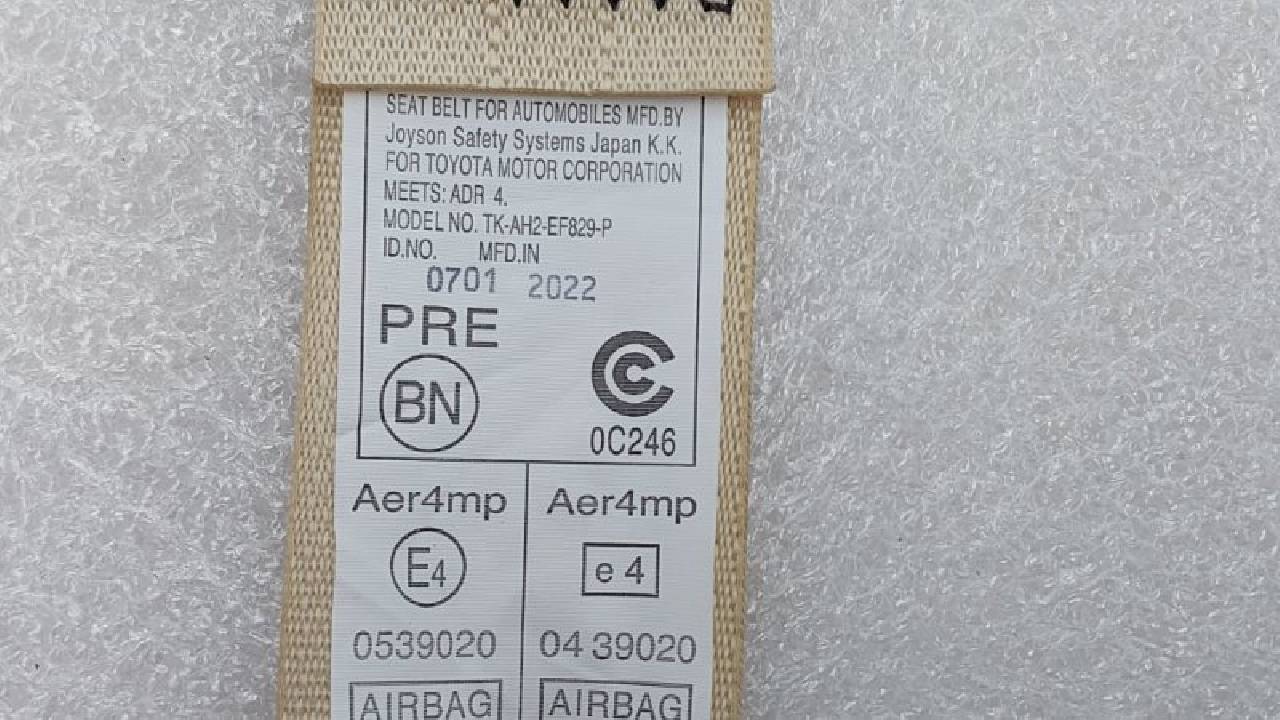 SEAT BELT FOR AUTOMOBILES MFD.BY
Joyson Safety Systems Japan K.K.
FOR TOYOTA MOTOR CORPORATION
MEETS: ADR 4.
MODEL NO. TK-AH2-EF829-P
ID.NO. MFD.IN
0701 2022
PRE
BN
C
0C246
Aer4mp Aer4mp
E4 e 4
0539020 04 39020
AIRBAG AIRBAG